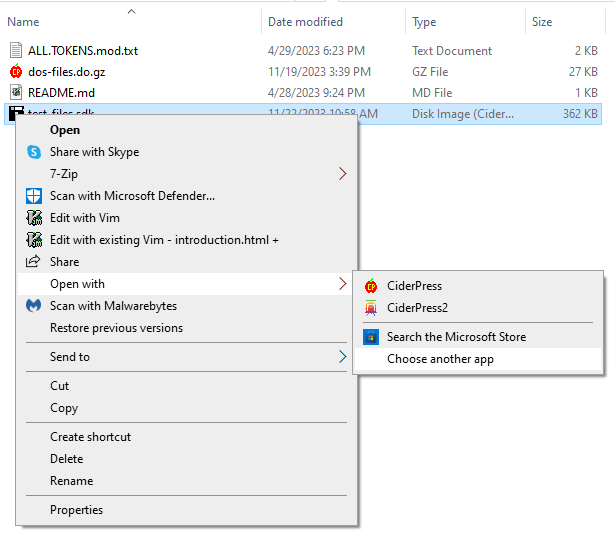 Name Date modified Type Size
ALL.TOKENS.mod.txt 4/29/2023 6:23 PM Text Document 2 KB
dos-files.do.gz 11/19/2023 3:39 PM GZ File 27 KB
README.md 4/28/2023 9:24 PM MD File 1 KB
test-files.sdk 11/22/2023 10:58 AM Disk Image (Cider... 362 KB
Open
Share with Skype
7-Zip
Scan with Microsoft Defender...
Edit with Vim
Edit with existing Vim - introduction.html +
Share
Open with
Scan with Malwarebytes
Restore previous versions
Send to
Cut
Copy
Create shortcut
Delete
Rename
Properties
CiderPress
CiderPress2
Search the Microsoft Store
Choose another app